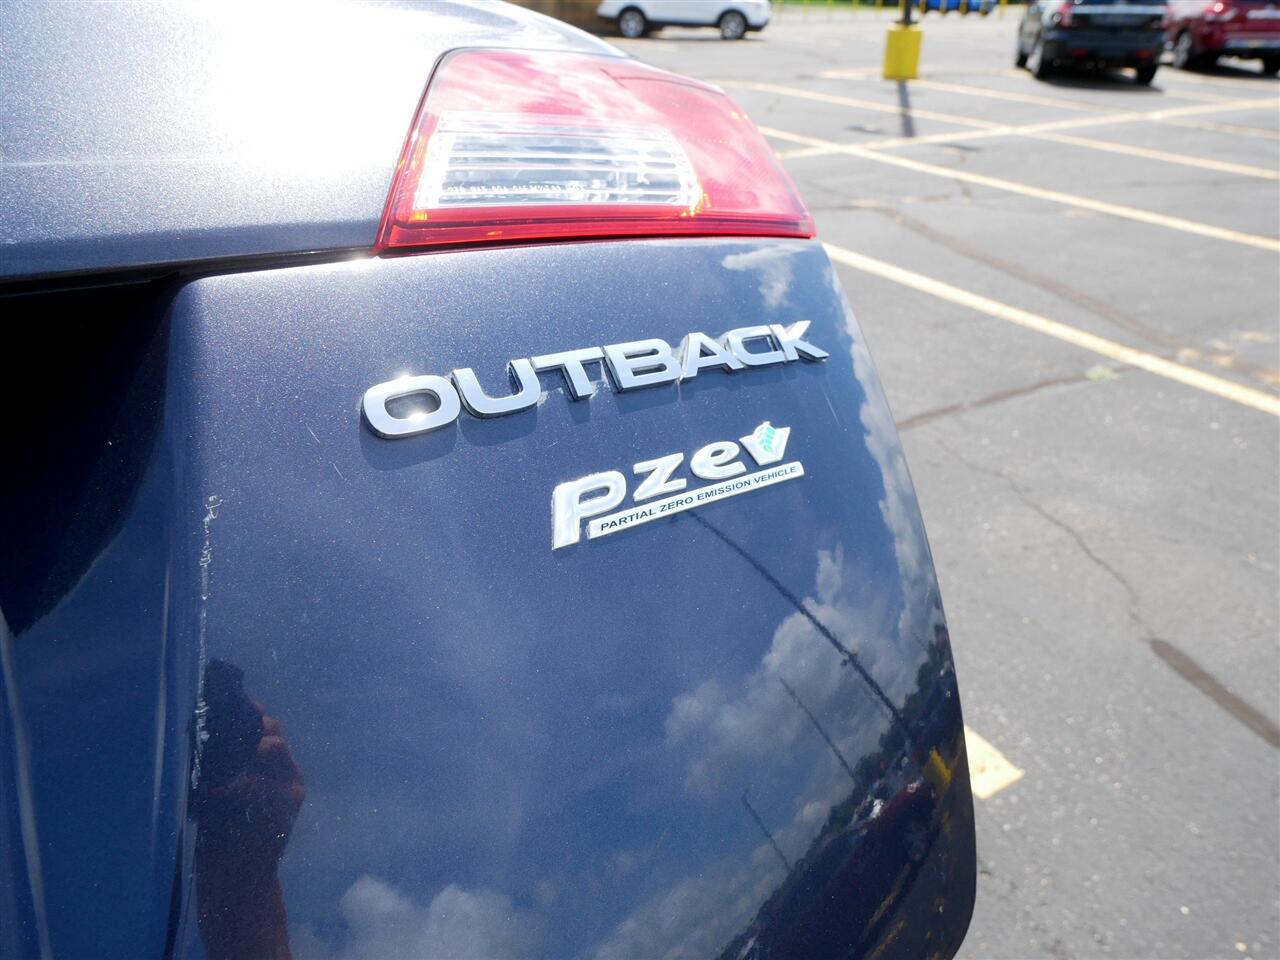 OUTBACK
pzev
PARTIAL ZERO EMISSION VEHICLE